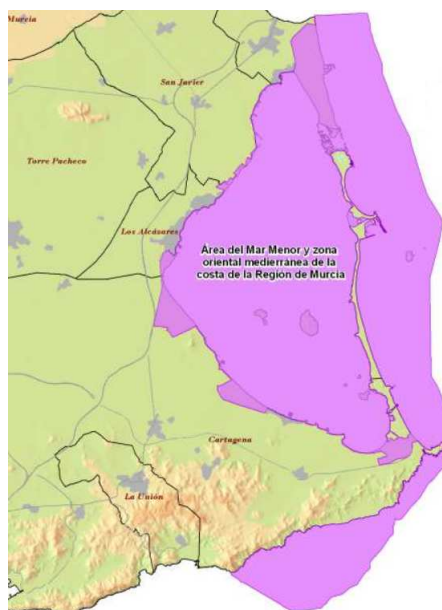 Murcia
San Javier
Torre Pacheco
Los Alcázares
Área del Mar Menor y zona
oriental mediterránea de la
costa de la Región de Murcia
Cartagena
La Unión